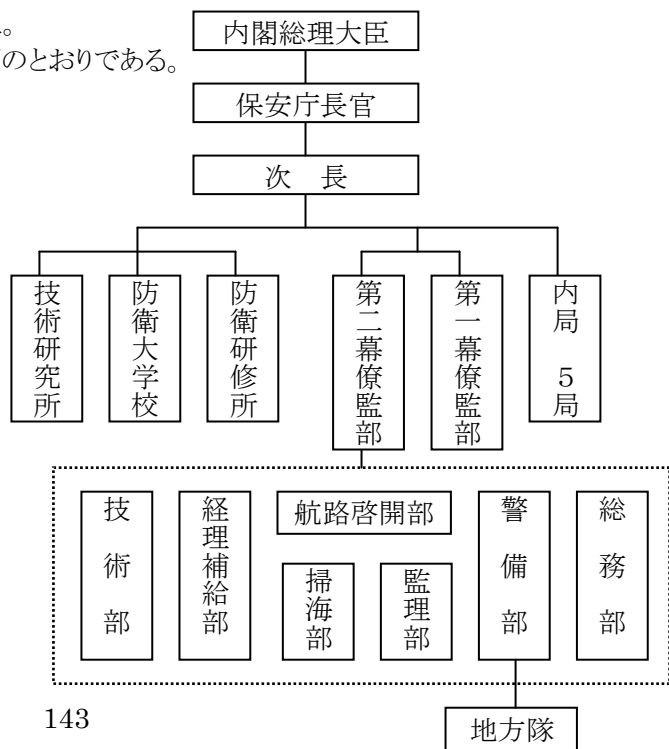 。
のとおりである。
内閣総理大臣
保安庁長官
次　長
技術研究所
防衛大学校
防衛研修所
第二幕僚監部
第一幕僚監部
内局　5局
技術部
経理補給部
航路啓開部
掃海部
監理部
警備部
総務部
地方隊
143